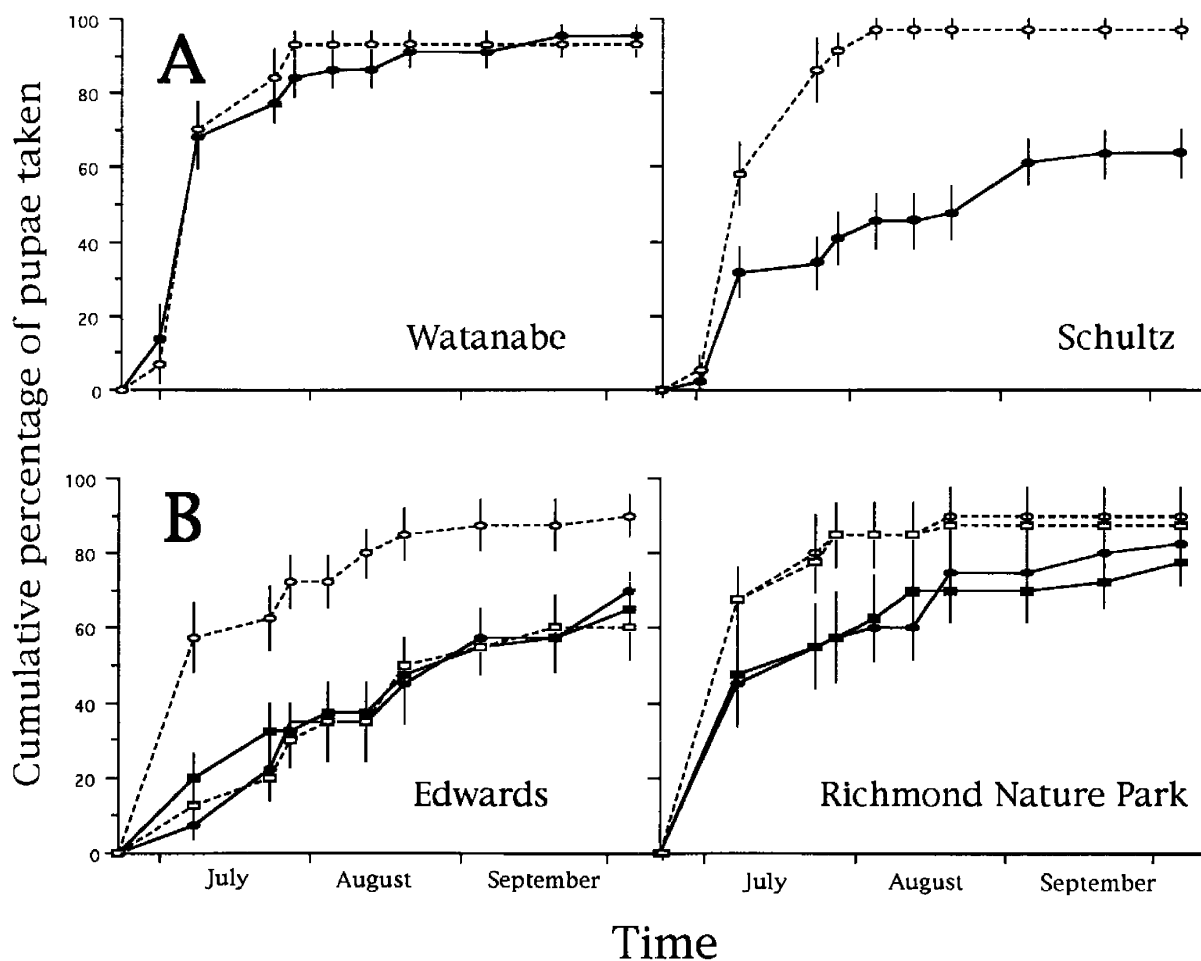 Cumulative percentage of pupae taken
A
100
80
60
40
20
0
Watanabe
Schultz
B
100
80
60
40
20
0
Edwards
Richmond Nature Park
July August September July August September
Time